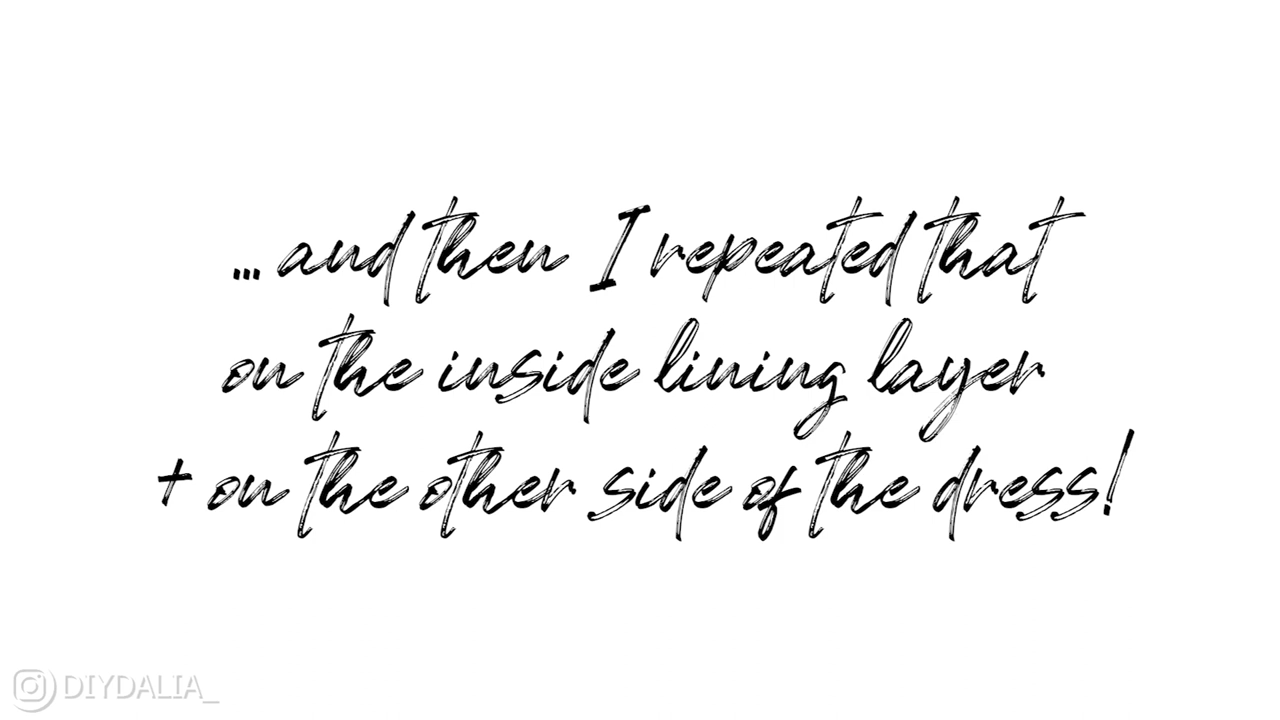 ... and then I repeated that
on the inside lining layer
+ on the other side of the dress!
DIYDALIA_